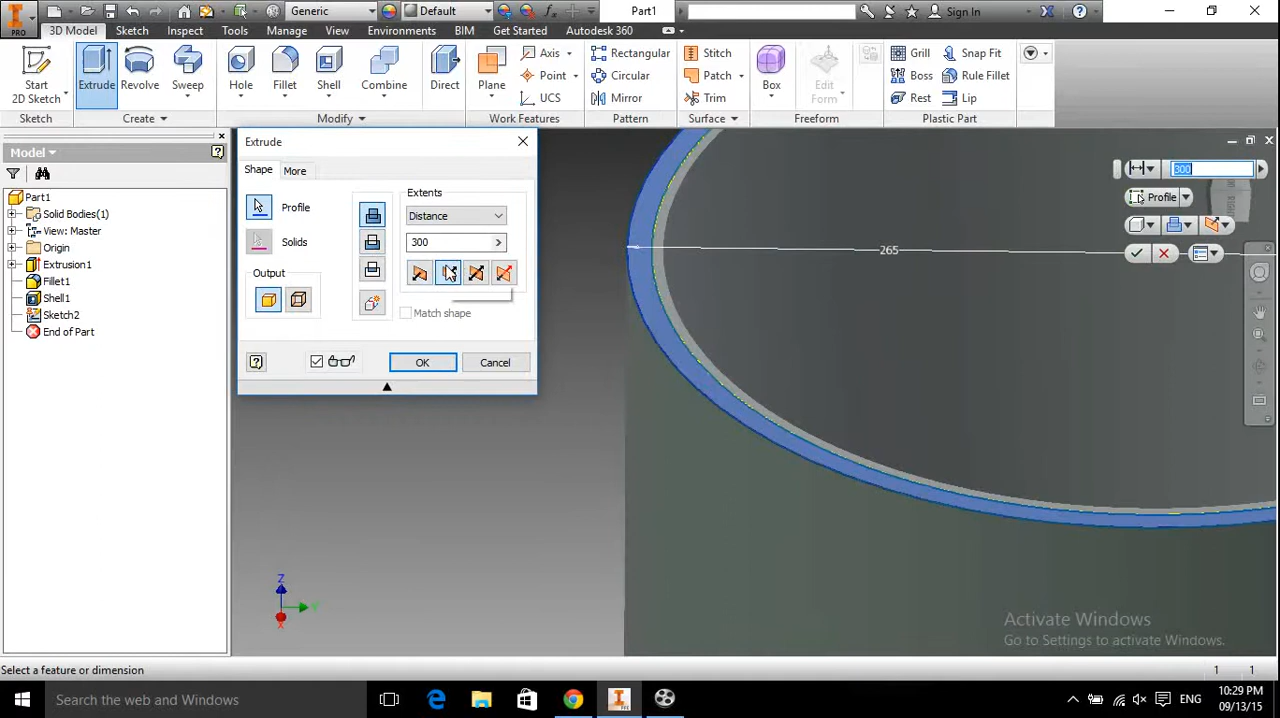 Generic
Default
Part1
Sign In
PRO
3D Model
Sketch
Inspect
Tools
Manage
View
Environments
BIM
Get Started
Autodesk 360
Start
2D Sketch
Extrude
Revolve
Sweep
Hole
Fillet
Shell
Combine
Direct
Plane
Axis
Point
UCS
Rectangular
Circular
Mirror
Stitch
Patch
Trim
Box
Edit
Form
Grill
Boss
Rest
Snap Fit
Rule Fillet
Lip
Sketch
Create
Modify
Work Features
Pattern
Surface
Freeform
Plastic Part
Model
Part1
Solid Bodies(1)
View: Master
Origin
Extrusion1
Fillet1
Shell1
Sketch2
End of Part
Extrude
Shape
More
Profile
Solids
Output
Extents
Distance
300
Match shape
OK
Cancel
300
Profile
265
Z
Y
X
Activate Windows
Go to Settings to activate Windows.
Select a feature or dimension
1
1
Search the web and Windows
ENG
10:29 PM
09/13/15